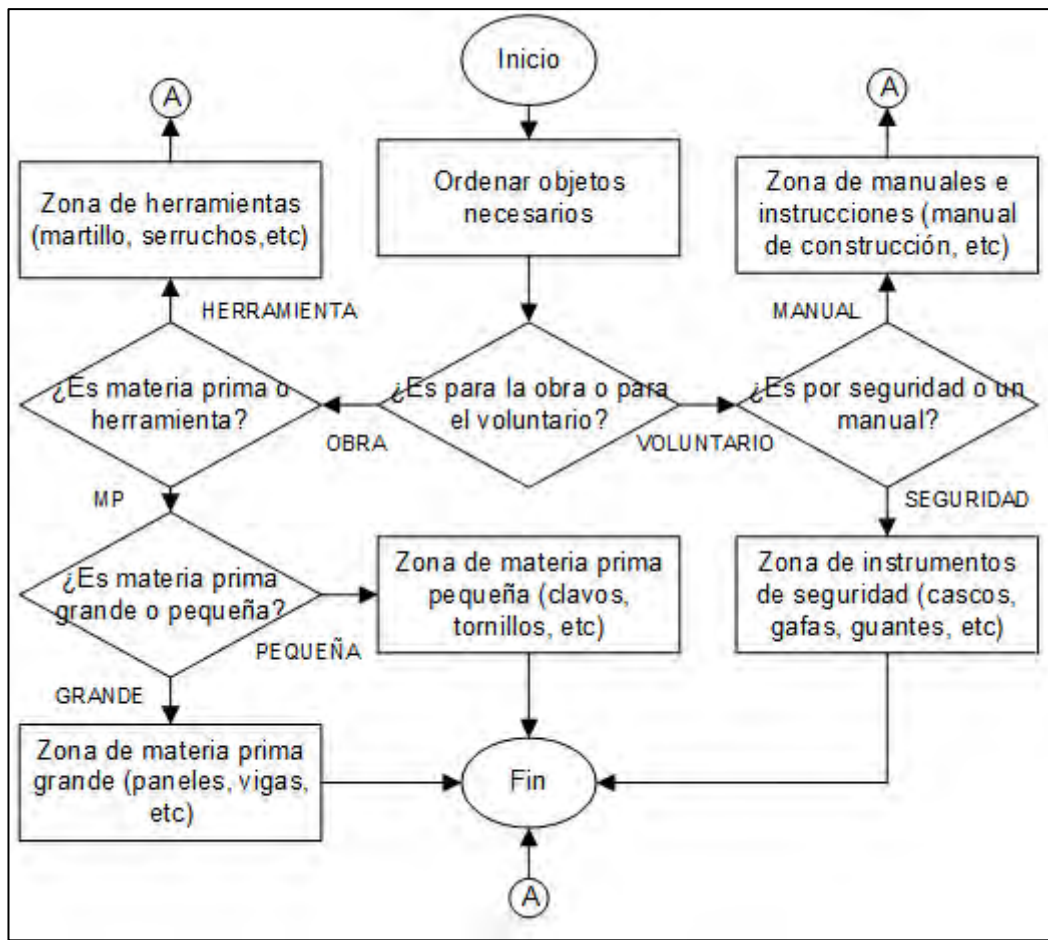 Inicio
A
A
Zona de herramientas
(martillo, serruchos,etc)
Ordenar objetos
necesarios
Zona de manuales e
instrucciones (manual
de construcción, etc)
HERRAMIENTA
MANUAL
¿Es materia prima o
herramienta?
¿Es para la obra o para
el voluntario?
¿Es por seguridad o un
manual?
OBRA
VOLUNTARIO
MP
SEGURIDAD
¿Es materia prima
grande o pequeña?
Zona de materia prima
pequeña (clavos,
tornillos, etc)
Zona de instrumentos
de seguridad (cascos,
gafas, guantes, etc)
PEQUEÑA
GRANDE
Zona de materia prima
grande (paneles, vigas,
etc)
Fin
A